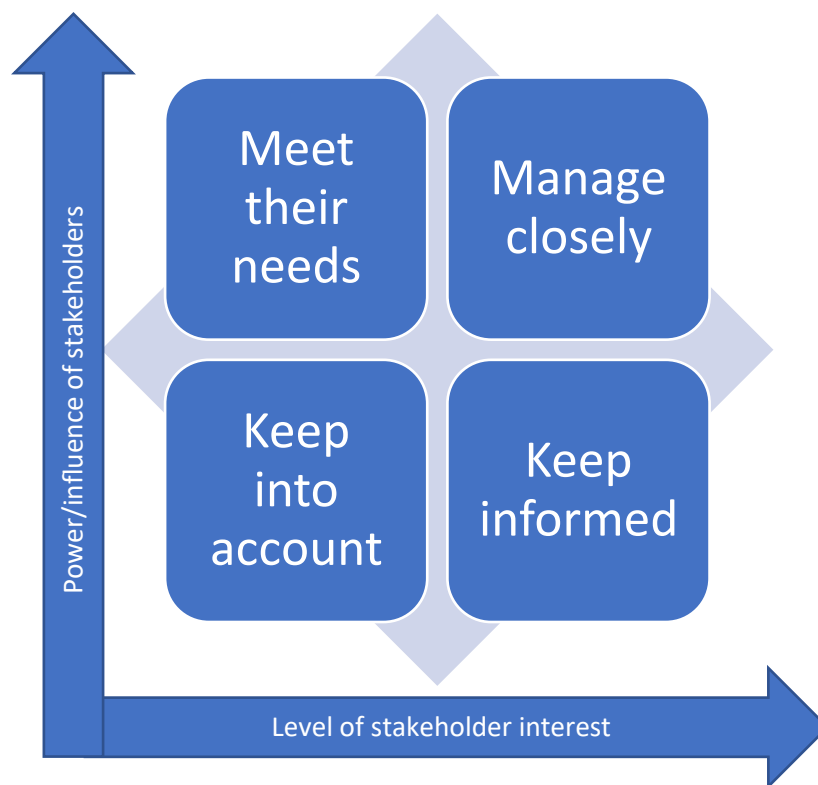 Power/influence of stakeholders
Meet
their
needs
Manage
closely
Keep
into
account
Keep
informed
Level of stakeholder interest